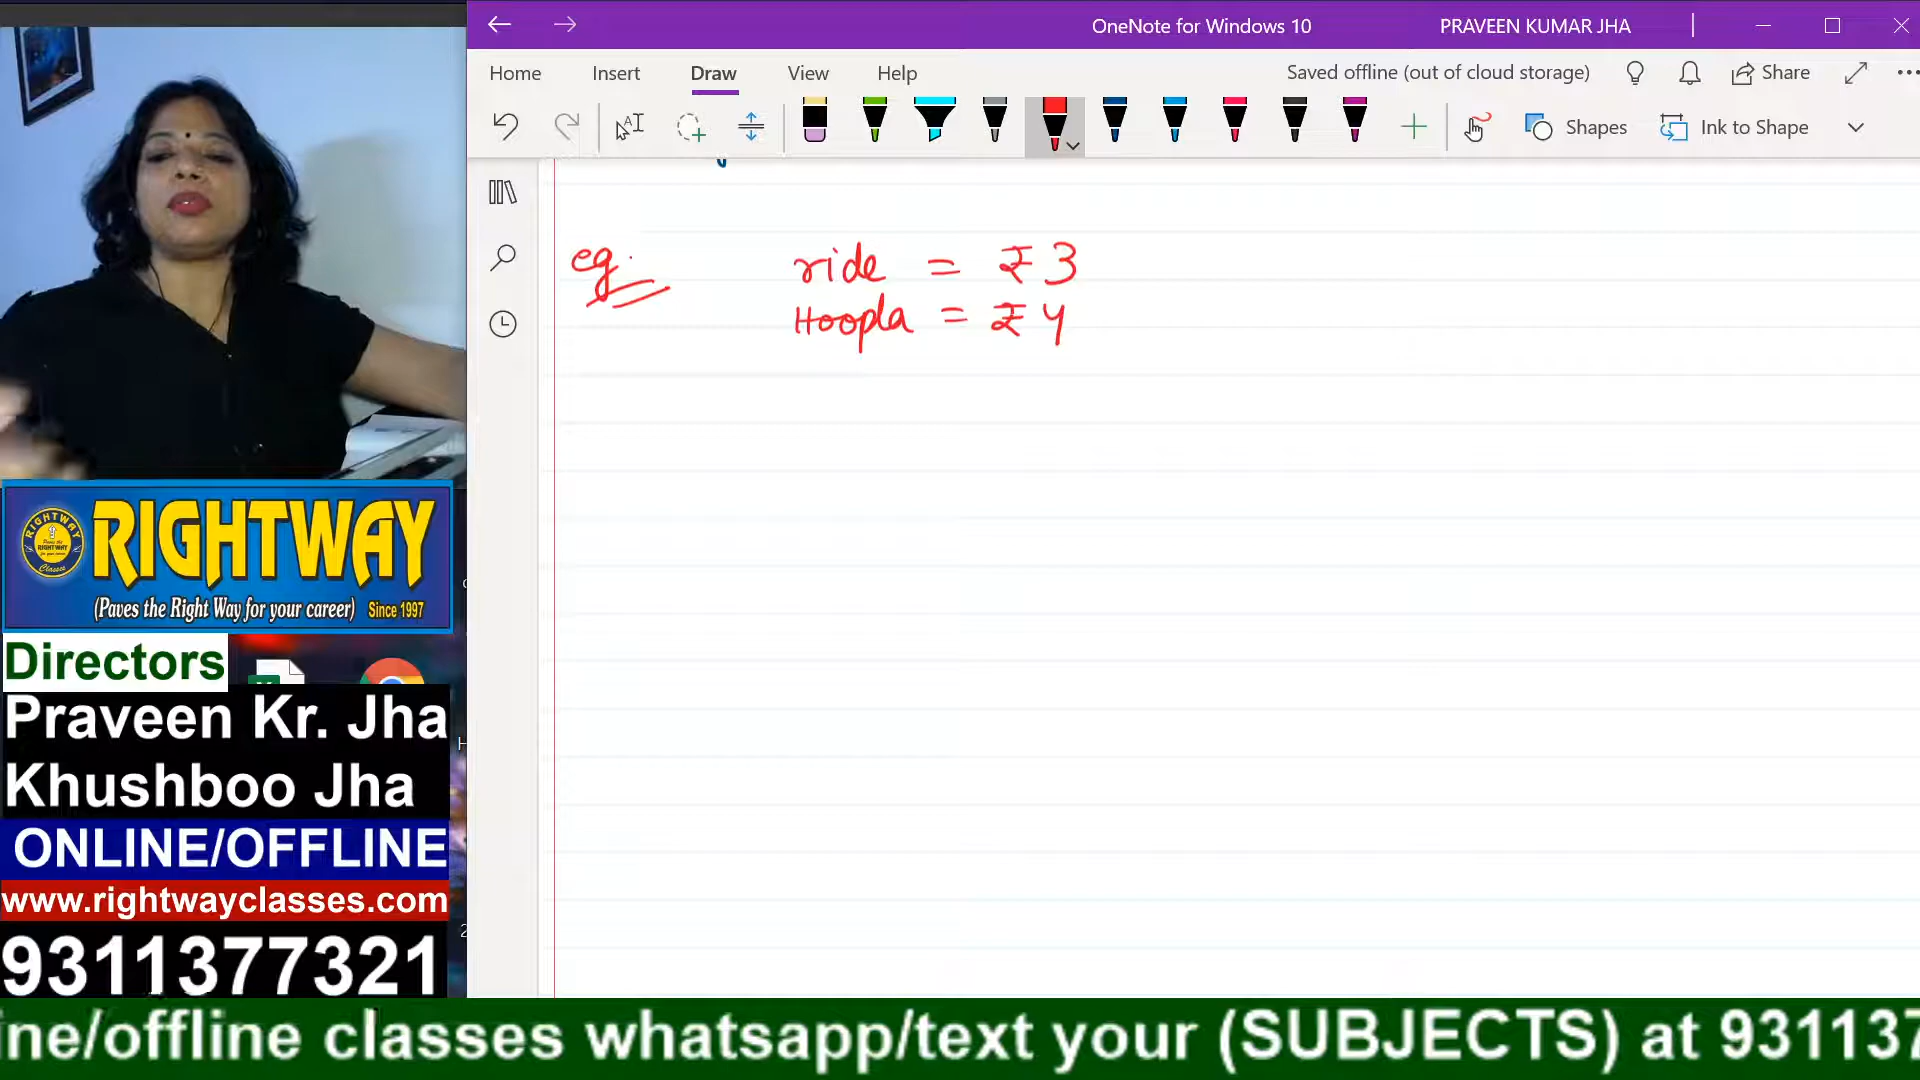 OneNote for Windows 10
PRAVEEN KUMAR JHA
Home Insert Draw View Help
Saved offline (out of cloud storage)
Share
Shapes
Ink to Shape
eg. ride = ₹ 3
Hoopla = ₹ 4
RIGHTWAY
(Paves the Right Way for your career) Since 1997
Directors
Praveen Kr. Jha
Khushboo Jha
ONLINE/OFFLINE
www.rightwayclasses.com
9311377321
ine/offline classes whatsapp/text your (SUBJECTS) at 931137